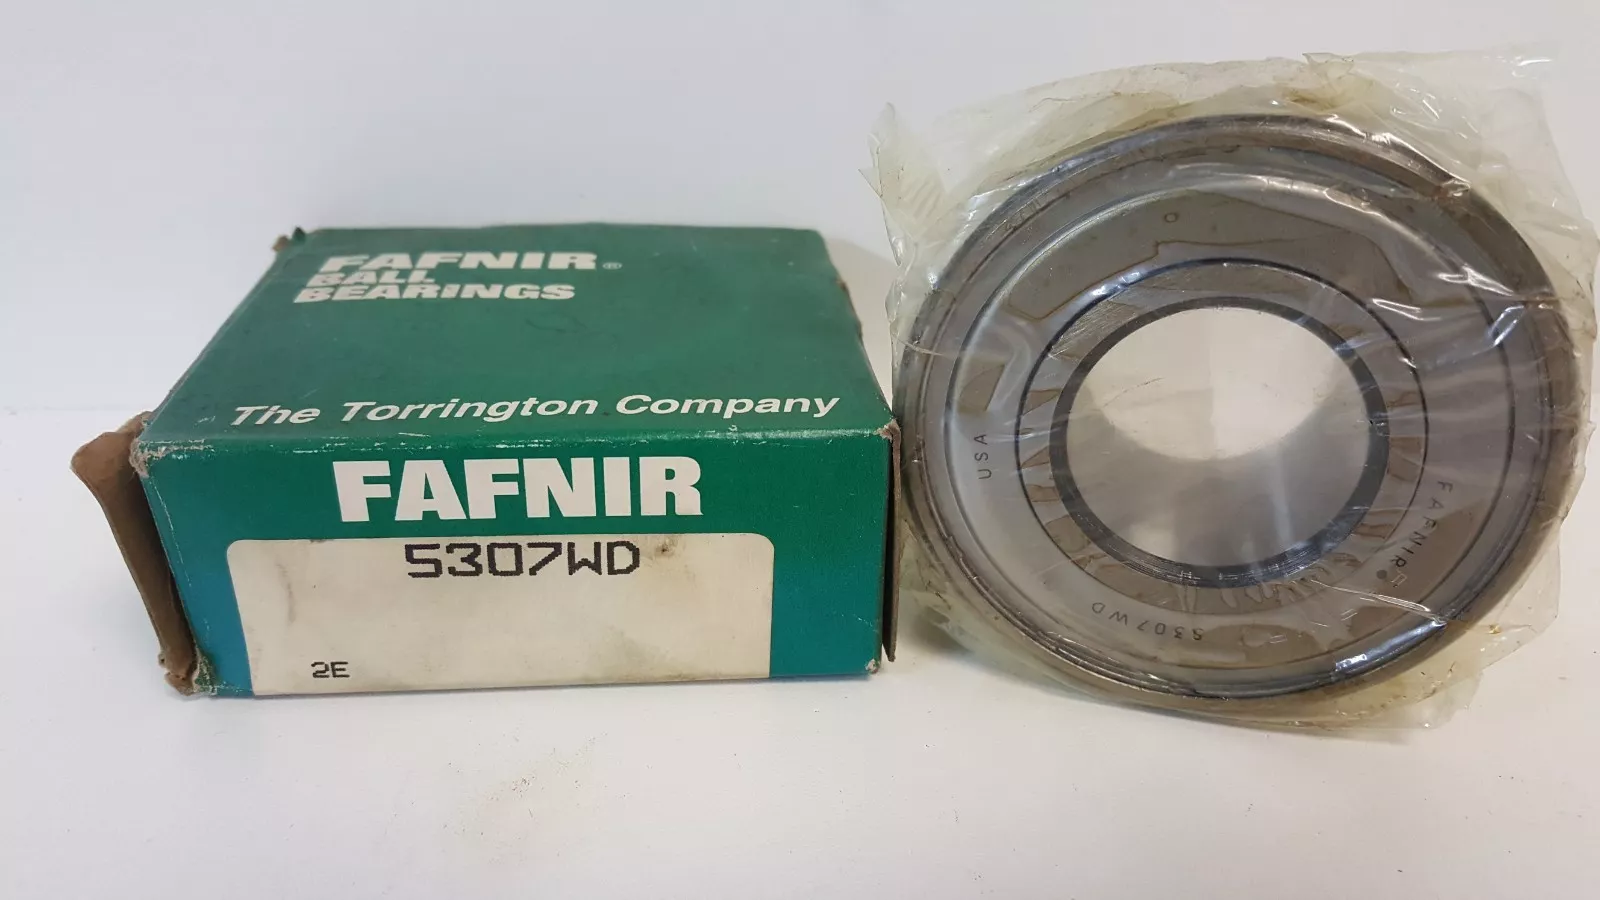 FAFNIR®
BALL
BEARINGS
The Torrington Company
FAFNIR
5307WD
2E
USA
FAFNIR®
5307WD